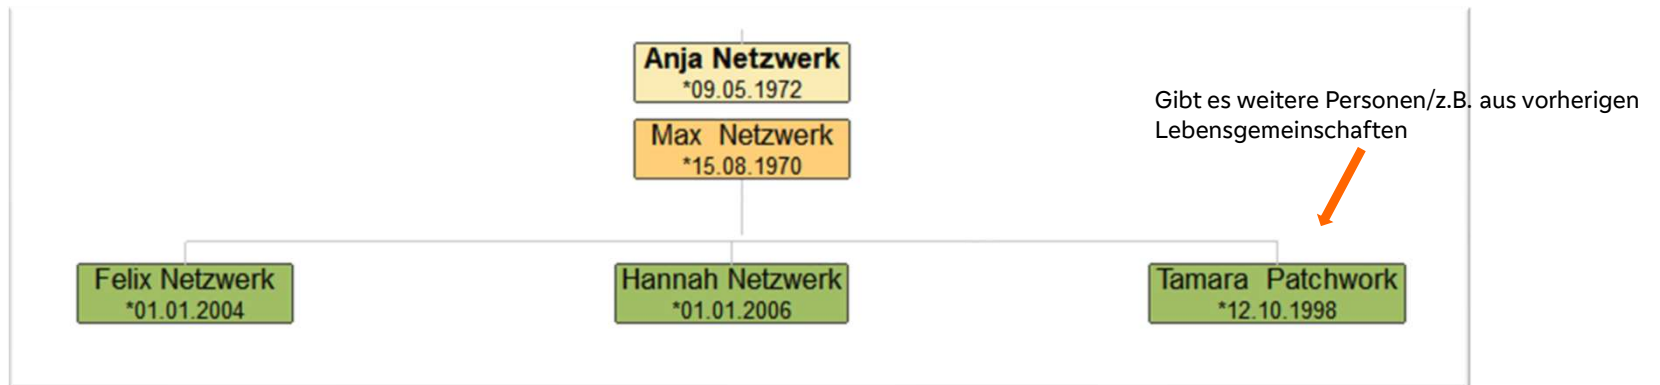 Anja Netzwerk
*09.05.1972
Max Netzwerk
*15.08.1970
Gibt es weitere Personen/z.B. aus vorherigen
Lebensgemeinschaften
Felix Netzwerk
*01.01.2004
Hannah Netzwerk
*01.01.2006
Tamara Patchwork
*12.10.1998